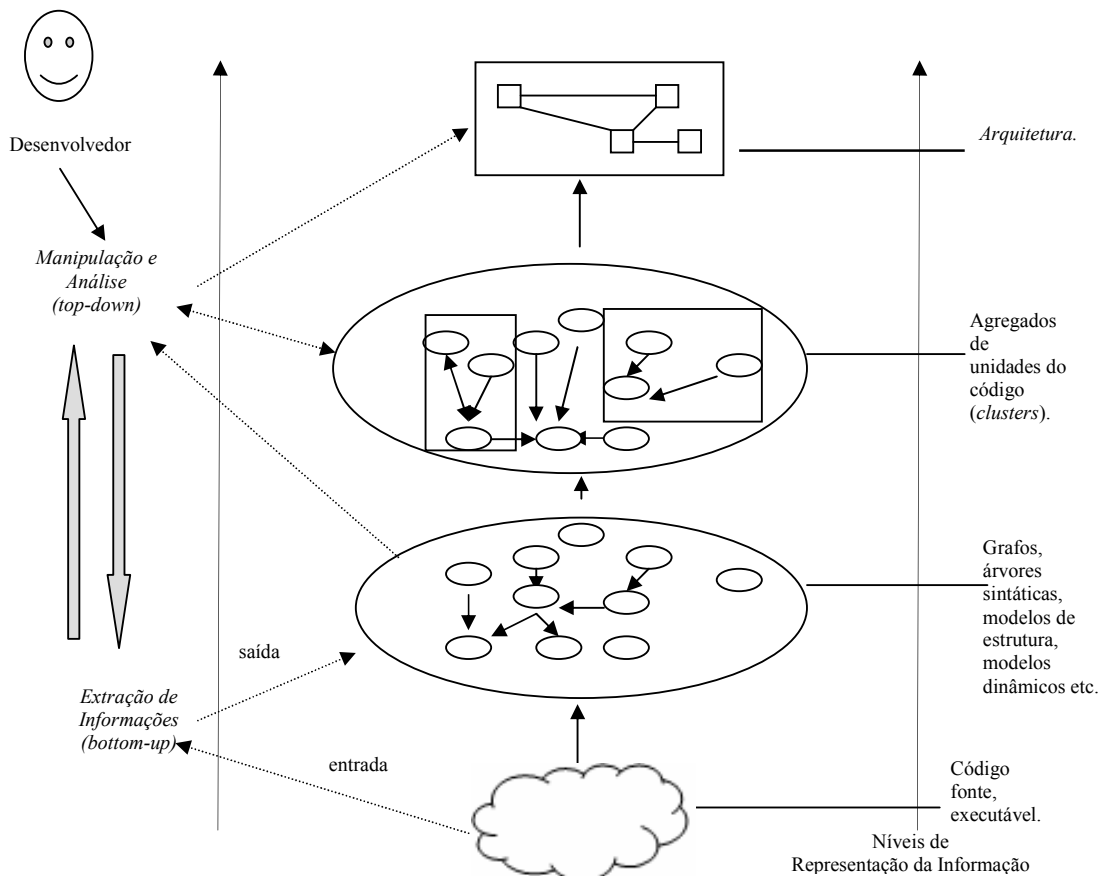 Desenvolvedor
Manipulação e
Análise
(top-down)
saída
Extração de
Informações
(bottom-up)
entrada
Arquitetura.
Agregados
de
unidades do
código
(clusters).
Grafos,
árvores
sintáticas,
modelos de
estrutura,
modelos
dinâmicos etc.
Código
fonte,
executável.
Níveis de
Representação da Informação